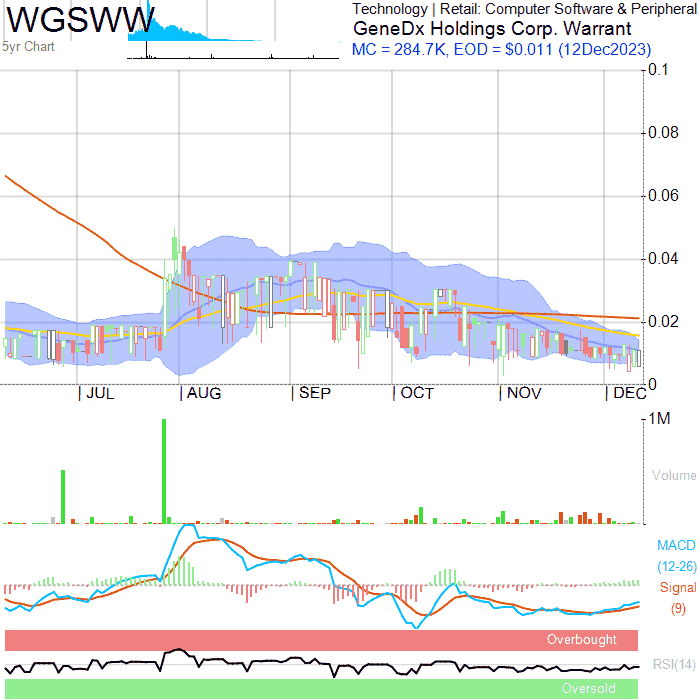 WGSWW
5yr Chart
Technology | Retail: Computer Software & Peripheral
GeneDx Holdings Corp. Warrant
MC = 284.7K, EOD = $0.011 (12Dec2023)
0.1
0.08
0.06
0.04
0.02
0
JUL AUG SEP OCT NOV DEC
1M
Volume
MACD
(12-26)
Signal
(9)
Overbought
RSI(14)
Oversold